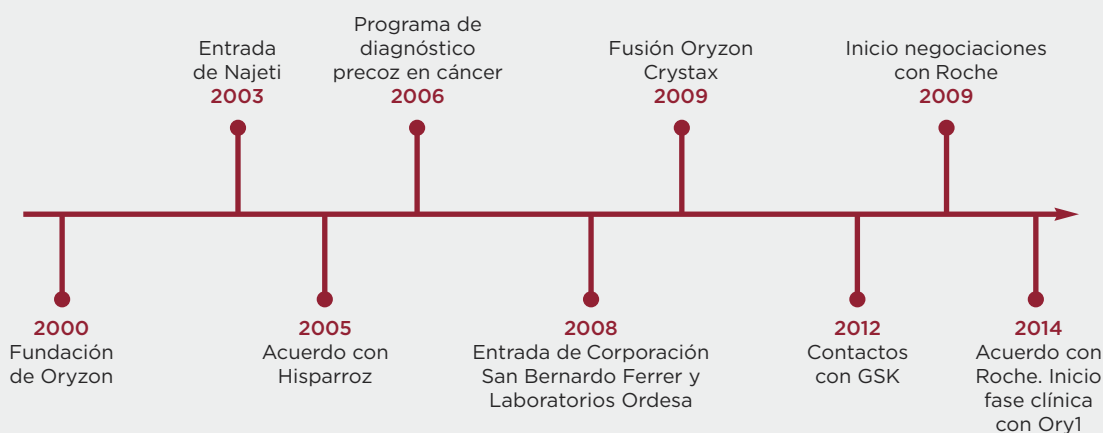 Programa de
diagnóstico
precoz en cáncer
2006
Entrada
de Najeti
2003
Fusión Oryzon
Crystax
2009
Inicio negociaciones
con Roche
2009
2000
Fundación
de Oryzon
2005
Acuerdo con
Hisparroz
2008
Entrada de Corporación
San Bernardo Ferrer y
Laboratorios Ordesa
2012
Contactos
con GSK
2014
Acuerdo con
Roche. Inicio
fase clínica
con Ory1